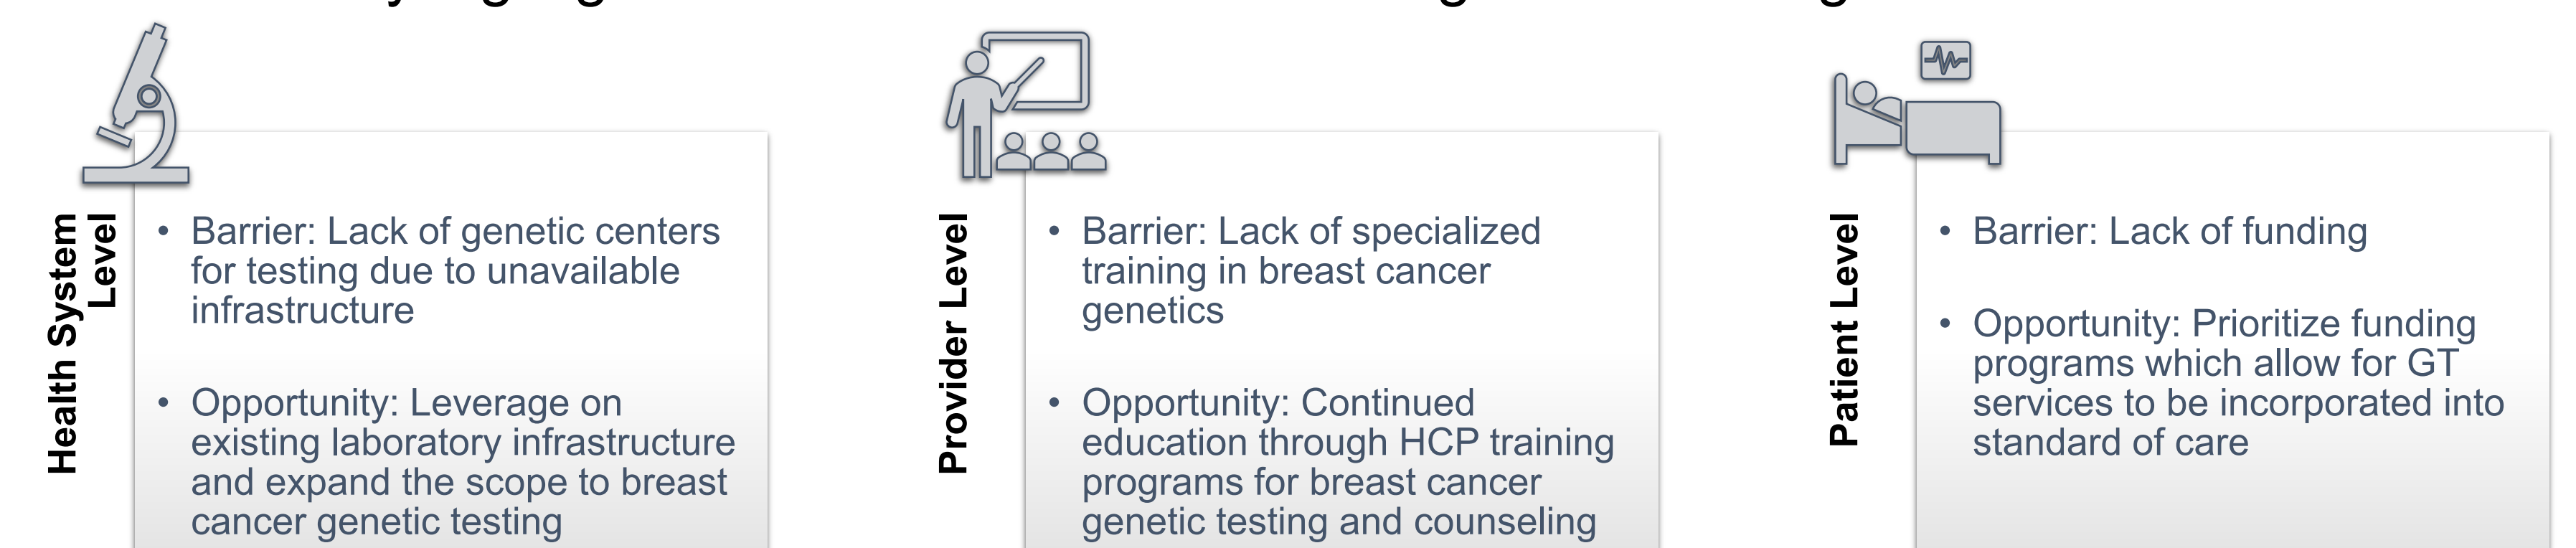 Health System
Level
• Barrier: Lack of genetic centers
for testing due to unavailable
infrastructure
• Opportunity: Leverage on
existing laboratory infrastructure
and expand the scope to breast
cancer genetic testing
Provider Level
• Barrier: Lack of specialized
training in breast cancer
genetics
• Opportunity: Continued
education through HCP training
programs for breast cancer
genetic testing and counseling
Patient Level
• Barrier: Lack of funding
• Opportunity: Prioritize funding
programs which allow for GT
services to be incorporated into
standard of care